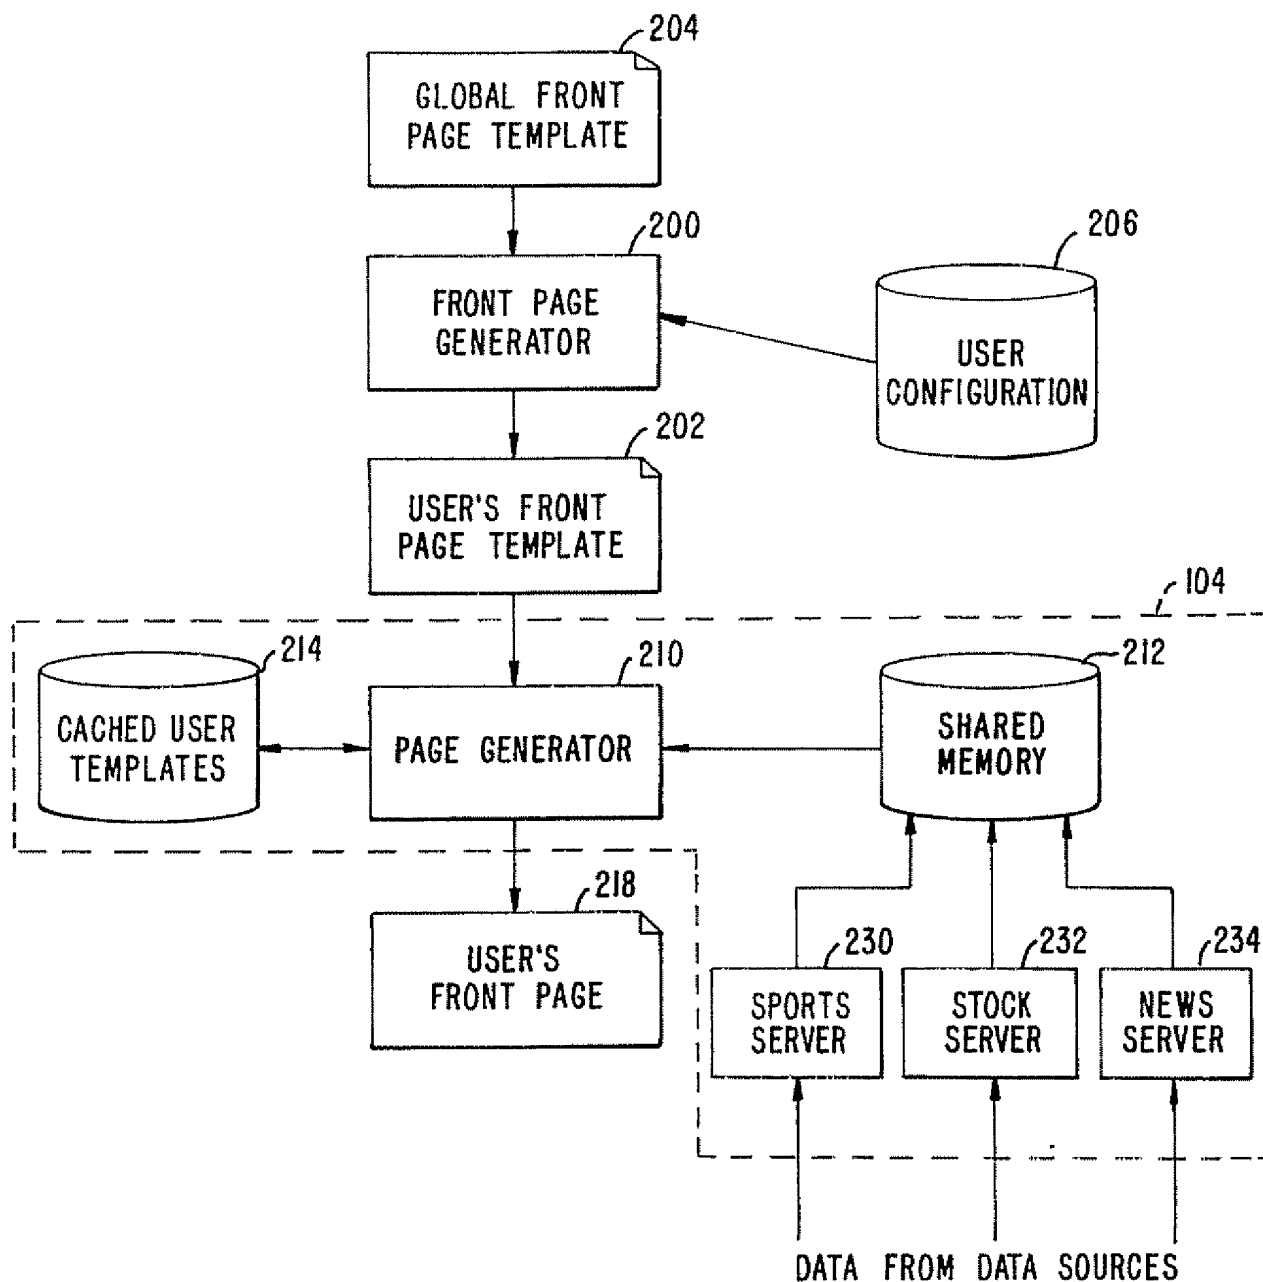 204
GLOBAL FRONT
PAGE TEMPLATE
200
FRONT PAGE
GENERATOR
206
USER
CONFIGURATION
202
USER'S FRONT
PAGE TEMPLATE
104
214
CACHED USER
TEMPLATES
210
PAGE GENERATOR
212
SHARED
MEMORY
218
USER'S
FRONT PAGE
230
SPORTS
SERVER
232
STOCK
SERVER
234
NEWS
SERVER
DATA FROM DATA SOURCES